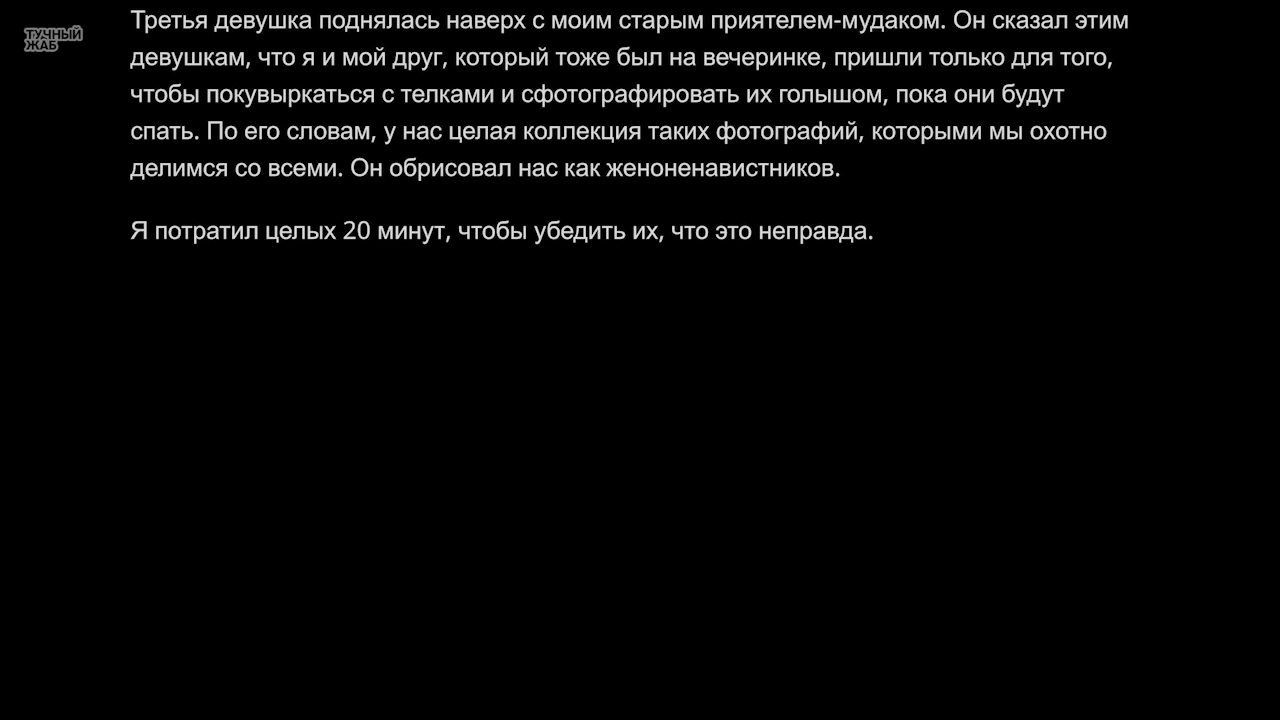 ТУЧНЫЙ
ЖАБ
Третья девушка поднялась наверх с моим старым приятелем-мудаком. Он сказал этим
девушкам, что я и мой друг, который тоже был на вечеринке, пришли только для того,
чтобы покувыркаться с телками и сфотографировать их голышом, пока они будут
спать. По его словам, у нас целая коллекция таких фотографий, которыми мы охотно
делимся со всеми. Он обрисовал нас как женоненавистников.
Я потратил целых 20 минут, чтобы убедить их, что это неправда.